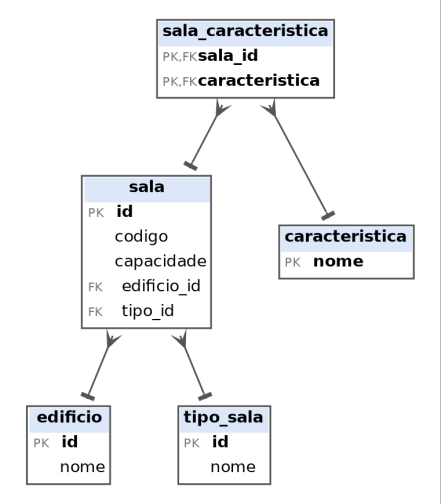 sala_caracteristica
PK,FK sala_id
PK,FK caracteristica
sala
PK id
codigo
capacidade
FK edificio_id
FK tipo_id
caracteristica
PK nome
edificio
PK id
nome
tipo_sala
PK id
nome